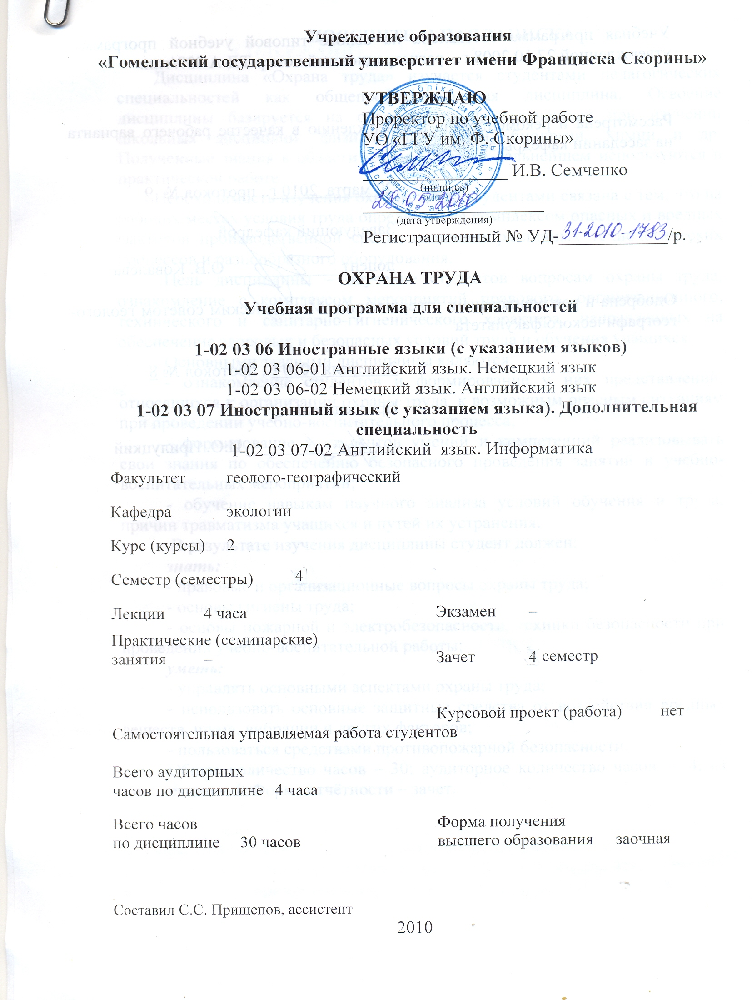 Учреждение образования
«Гомельский государственный университет имени Франциска Скорины»
УТВЕРЖДАЮ
Проректор по учебной работе
УО «ГГУ им. Ф. Скорины»
И.В. Семченко
(подпись)
28 05 2010
(дата утверждения)
Регистрационный № УД-31-2010-1783/р.
ОХРАНА ТРУДА
Учебная программа для специальностей
1-02 03 06 Иностранные языки (с указанием языков)
1-02 03 06-01 Английский язык. Немецкий язык
1-02 03 06-02 Немецкий язык. Английский язык
1-02 03 07 Иностранный язык (с указанием языка). Дополнительная
специальность
1-02 03 07-02 Английский язык. Информатика
Факультет геолого-географический
Кафедра экологии
Курс (курсы) 2
Семестр (семестры) 4
Лекции 4 часа Экзамен –
Практические (семинарские)
занятия – Зачет 4 семестр
Курсовой проект (работа) нет
Самостоятельная управляемая работа студентов
Всего аудиторных
часов по дисциплине 4 часа
Всего часов Форма получения
по дисциплине 30 часов высшего образования заочная
Составил С.С. Прищепов, ассистент
2010